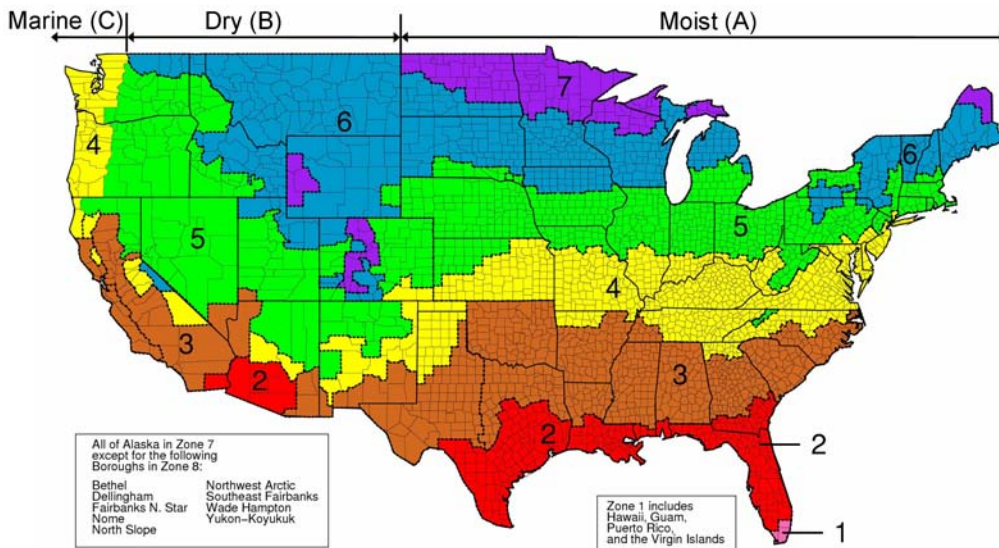 Marine (C)
Dry (B)
Moist (A)
7
6
4
6
5
5
4
3
3
2
2
2
1
All of Alaska in Zone 7
except for the following
Boroughs in Zone 8:
Bethel
Dellingham
Fairbanks N. Star
Nome
North Slope
Northwest Arctic
Southeast Fairbanks
Wade Hampton
Yukon-Koyukuk
Zone 1 includes
Hawaii, Guam,
Puerto Rico,
and the Virgin Islands